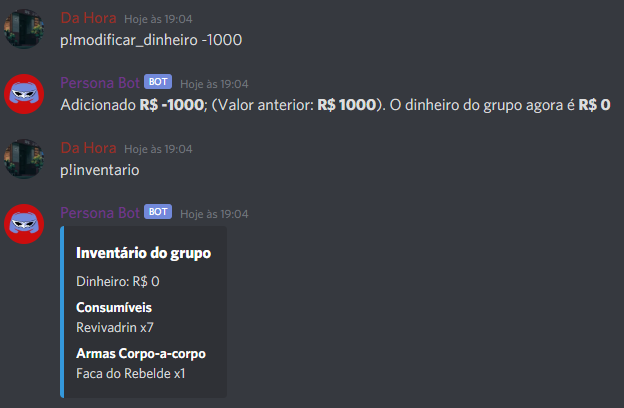 Da Hora Hoje às 19:04
p!modificar_dinheiro -1000
Persona Bot BOT Hoje às 19:04
Adicionado R$ -1000; (Valor anterior: R$ 1000). O dinheiro do grupo agora é R$ 0
Da Hora Hoje às 19:04
p!inventario
Persona Bot BOT Hoje às 19:04
Inventário do grupo
Dinheiro: R$ 0
Consumíveis
Revivadrin x7
Armas Corpo-a-corpo
Faca do Rebelde x1